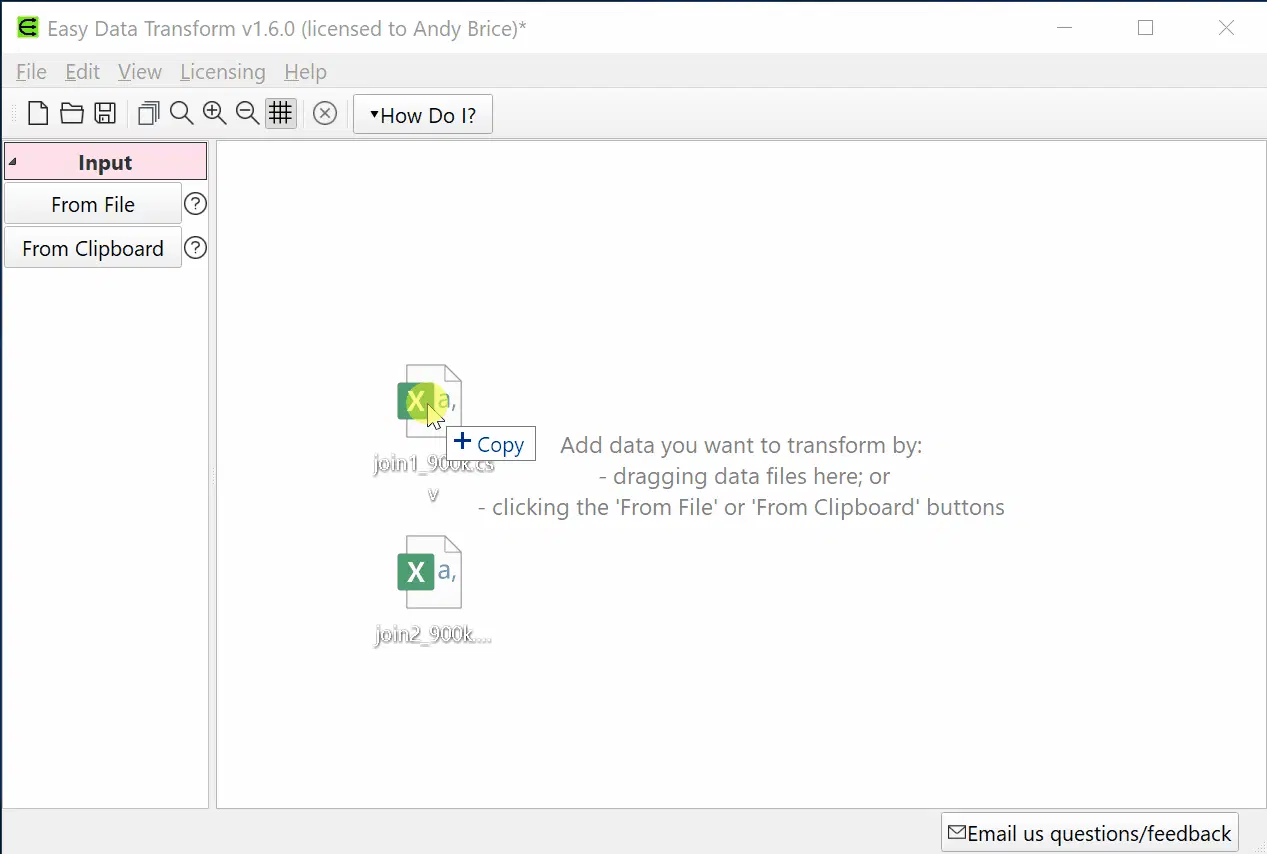 Easy Data Transform v1.6.0 (licensed to Andy Brice)*
File Edit View Licensing Help
▾How Do I?
Input
From File ?
From Clipboard ?
X a,
Copy
join1_900k.cs
v
Add data you want to transform by:
- dragging data files here; or
- clicking the 'From File' or 'From Clipboard' buttons
X a,
join2_900k....
Email us questions/feedback